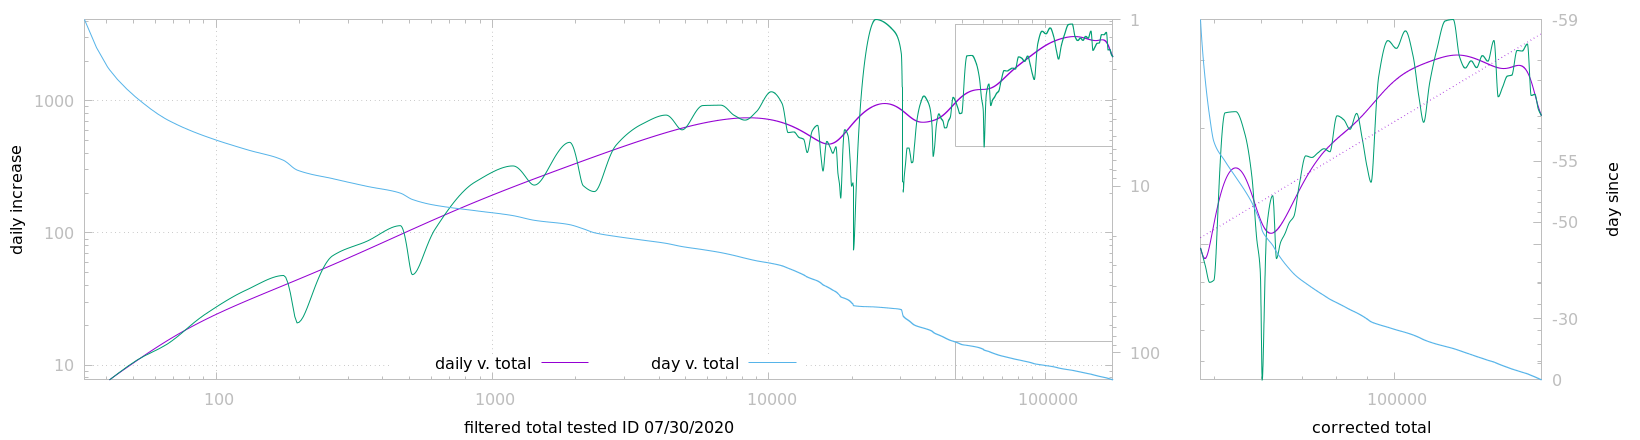 1000
100
10
daily increase
100
1000
10000
100000
filtered total tested ID 07/30/2020
daily v. total
day v. total
1
10
100
100000
corrected total
-59
-55
-50
-30
0
day since